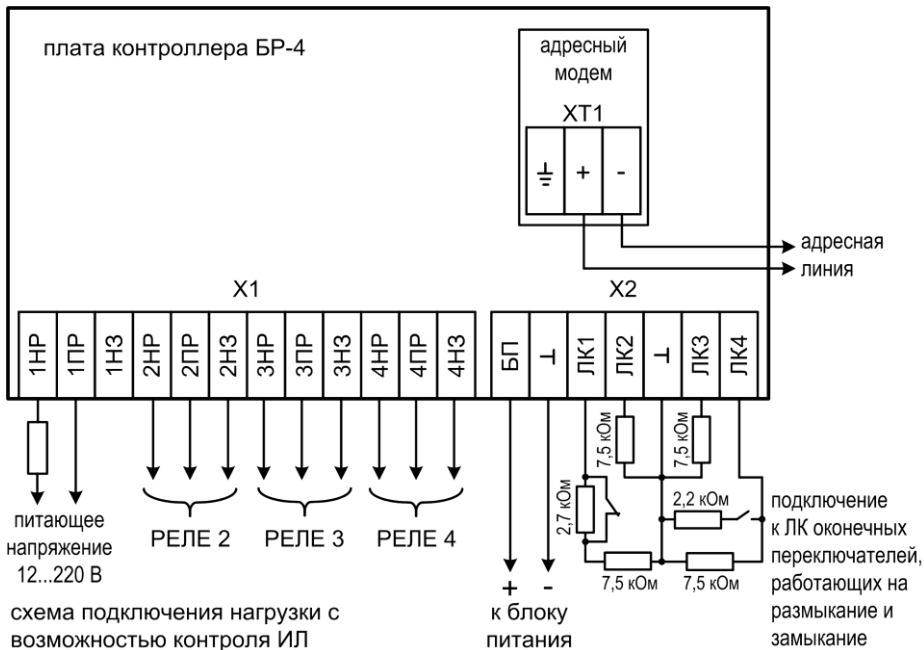 плата контроллера БР-4
адресный
модем
XT1
+
-
адресная
линия
X1
X2
1НР
1ПР
1НЗ
2НР
2ПР
2НЗ
3НР
3ПР
3НЗ
4НР
4ПР
4НЗ
БП
⊥
ЛК1
ЛК2
⊥
ЛК3
ЛК4
7,5 кОм
7,5 кОм
2,7 кОм
2,2 кОм
7,5 кОм
7,5 кОм
питающее
напряжение
12...220 В
РЕЛЕ 2
РЕЛЕ 3
РЕЛЕ 4
+
-
к блоку
питания
подключение
к ЛК оконечных
переключателей,
работающих на
размыкание и
замыкание
схема подключения нагрузки с
возможностью контроля ИЛ